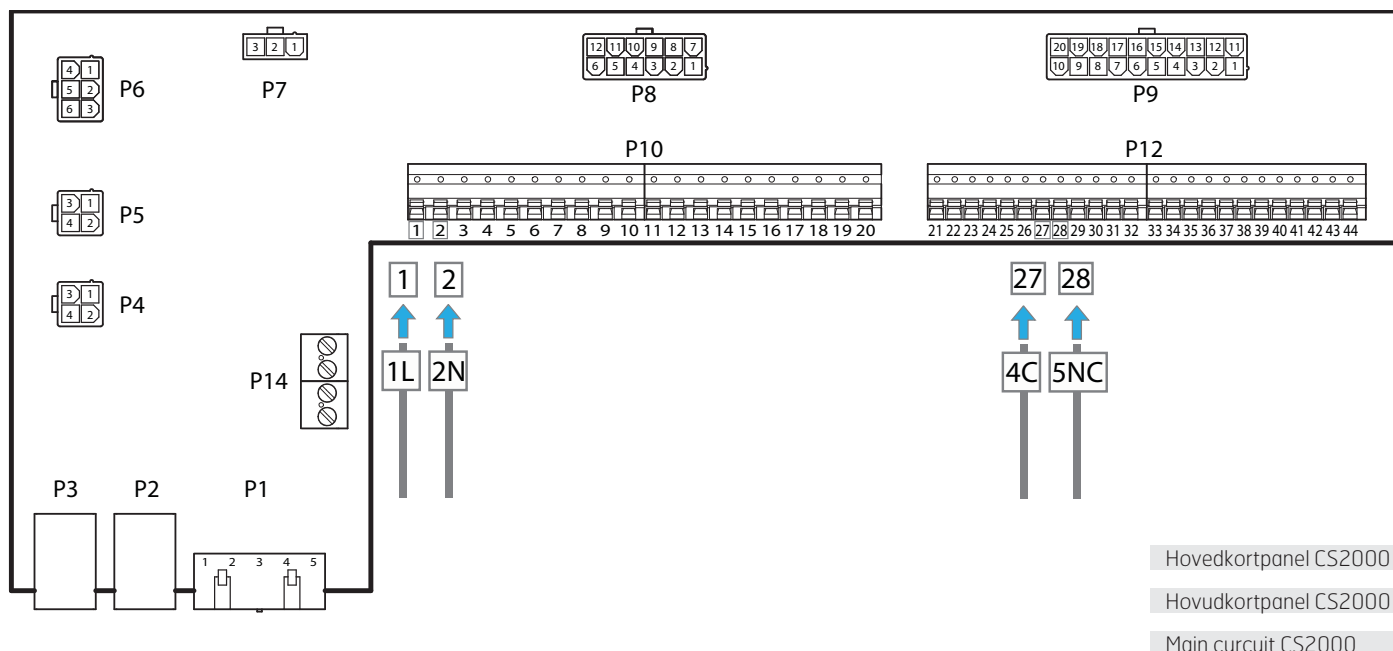 3 2 1
P7
12 11 10 9 8 7
6 5 4 3 2 1
P8
20 19 18 17 16 15 14 13 12 11
10 9 8 7 6 5 4 3 2 1
P9
4 1
5 2
6 3
P6
3 1
4 2
P5
3 1
4 2
P4
P10
1 2 3 4 5 6 7 8 9 10 11 12 13 14 15 16 17 18 19 20
P12
21 22 23 24 25 26 27 28 29 30 31 32 33 34 35 36 37 38 39 40 41 42 43 44
1 2
1L 2N
27 28
4C 5NC
P14
P3 P2 P1
1 2 3 4 5
Hovedkortpanel CS2000
Hovudkortpanel CS2000
Main curcuit CS2000